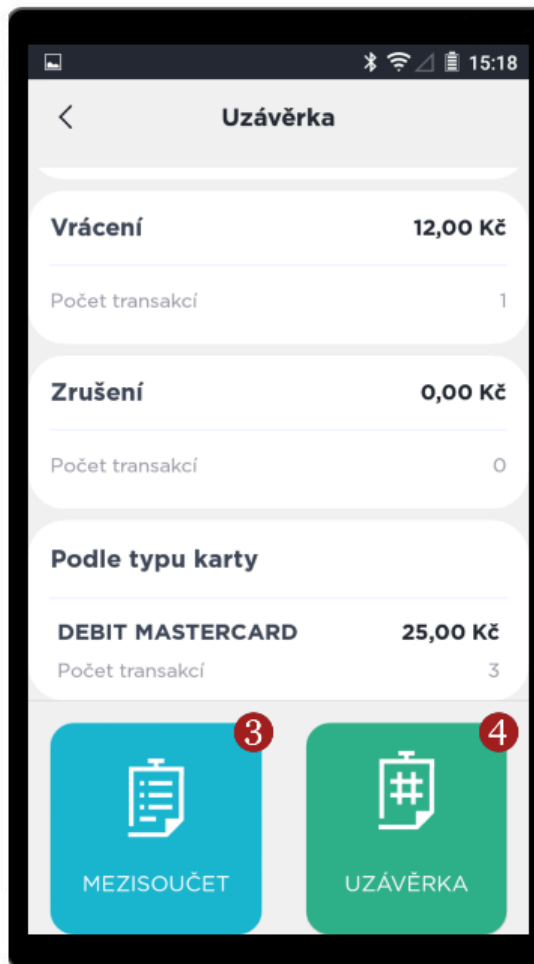 15:18
Uzávěrka
Vrácení 12,00 Kč
Počet transakcí 1
Zrušení 0,00 Kč
Počet transakcí 0
Podle typu karty
DEBIT MASTERCARD 25,00 Kč
Počet transakcí 3
3 4
MEZISOUČET UZÁVĚRKA